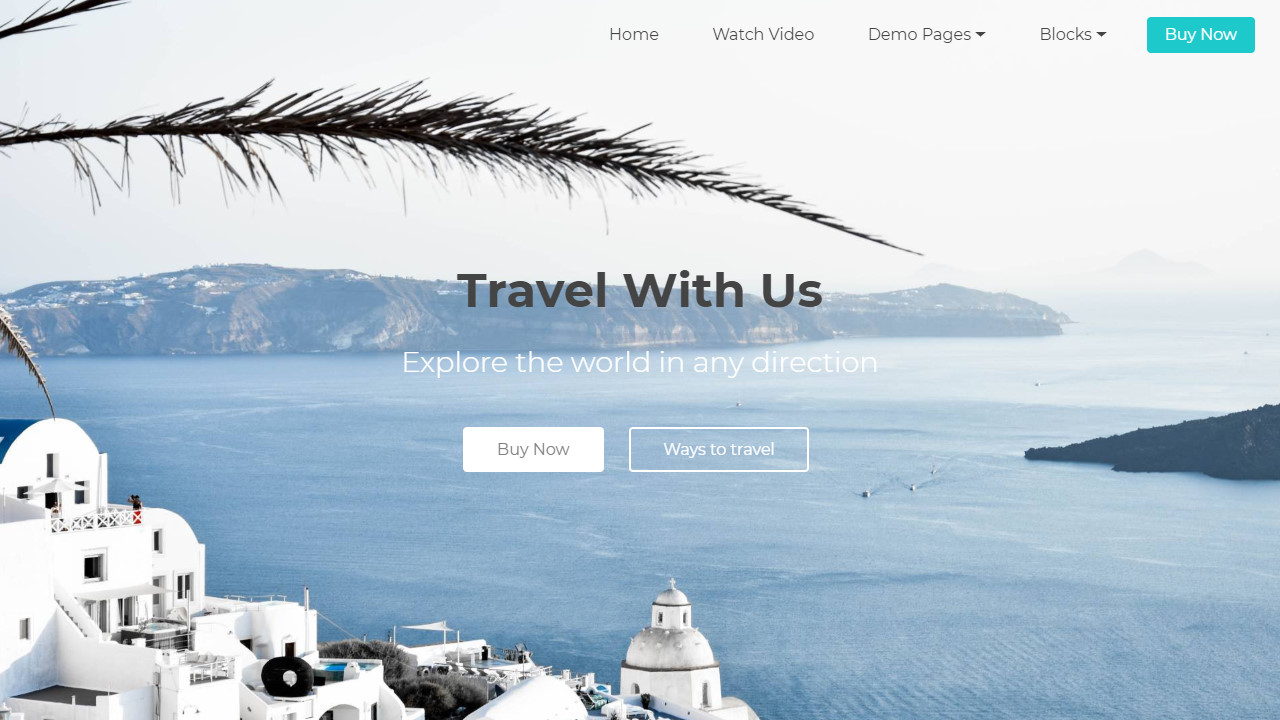 Home Watch Video Demo Pages Blocks Buy Now
Travel With Us
Explore the world in any direction
Buy Now Ways to travel